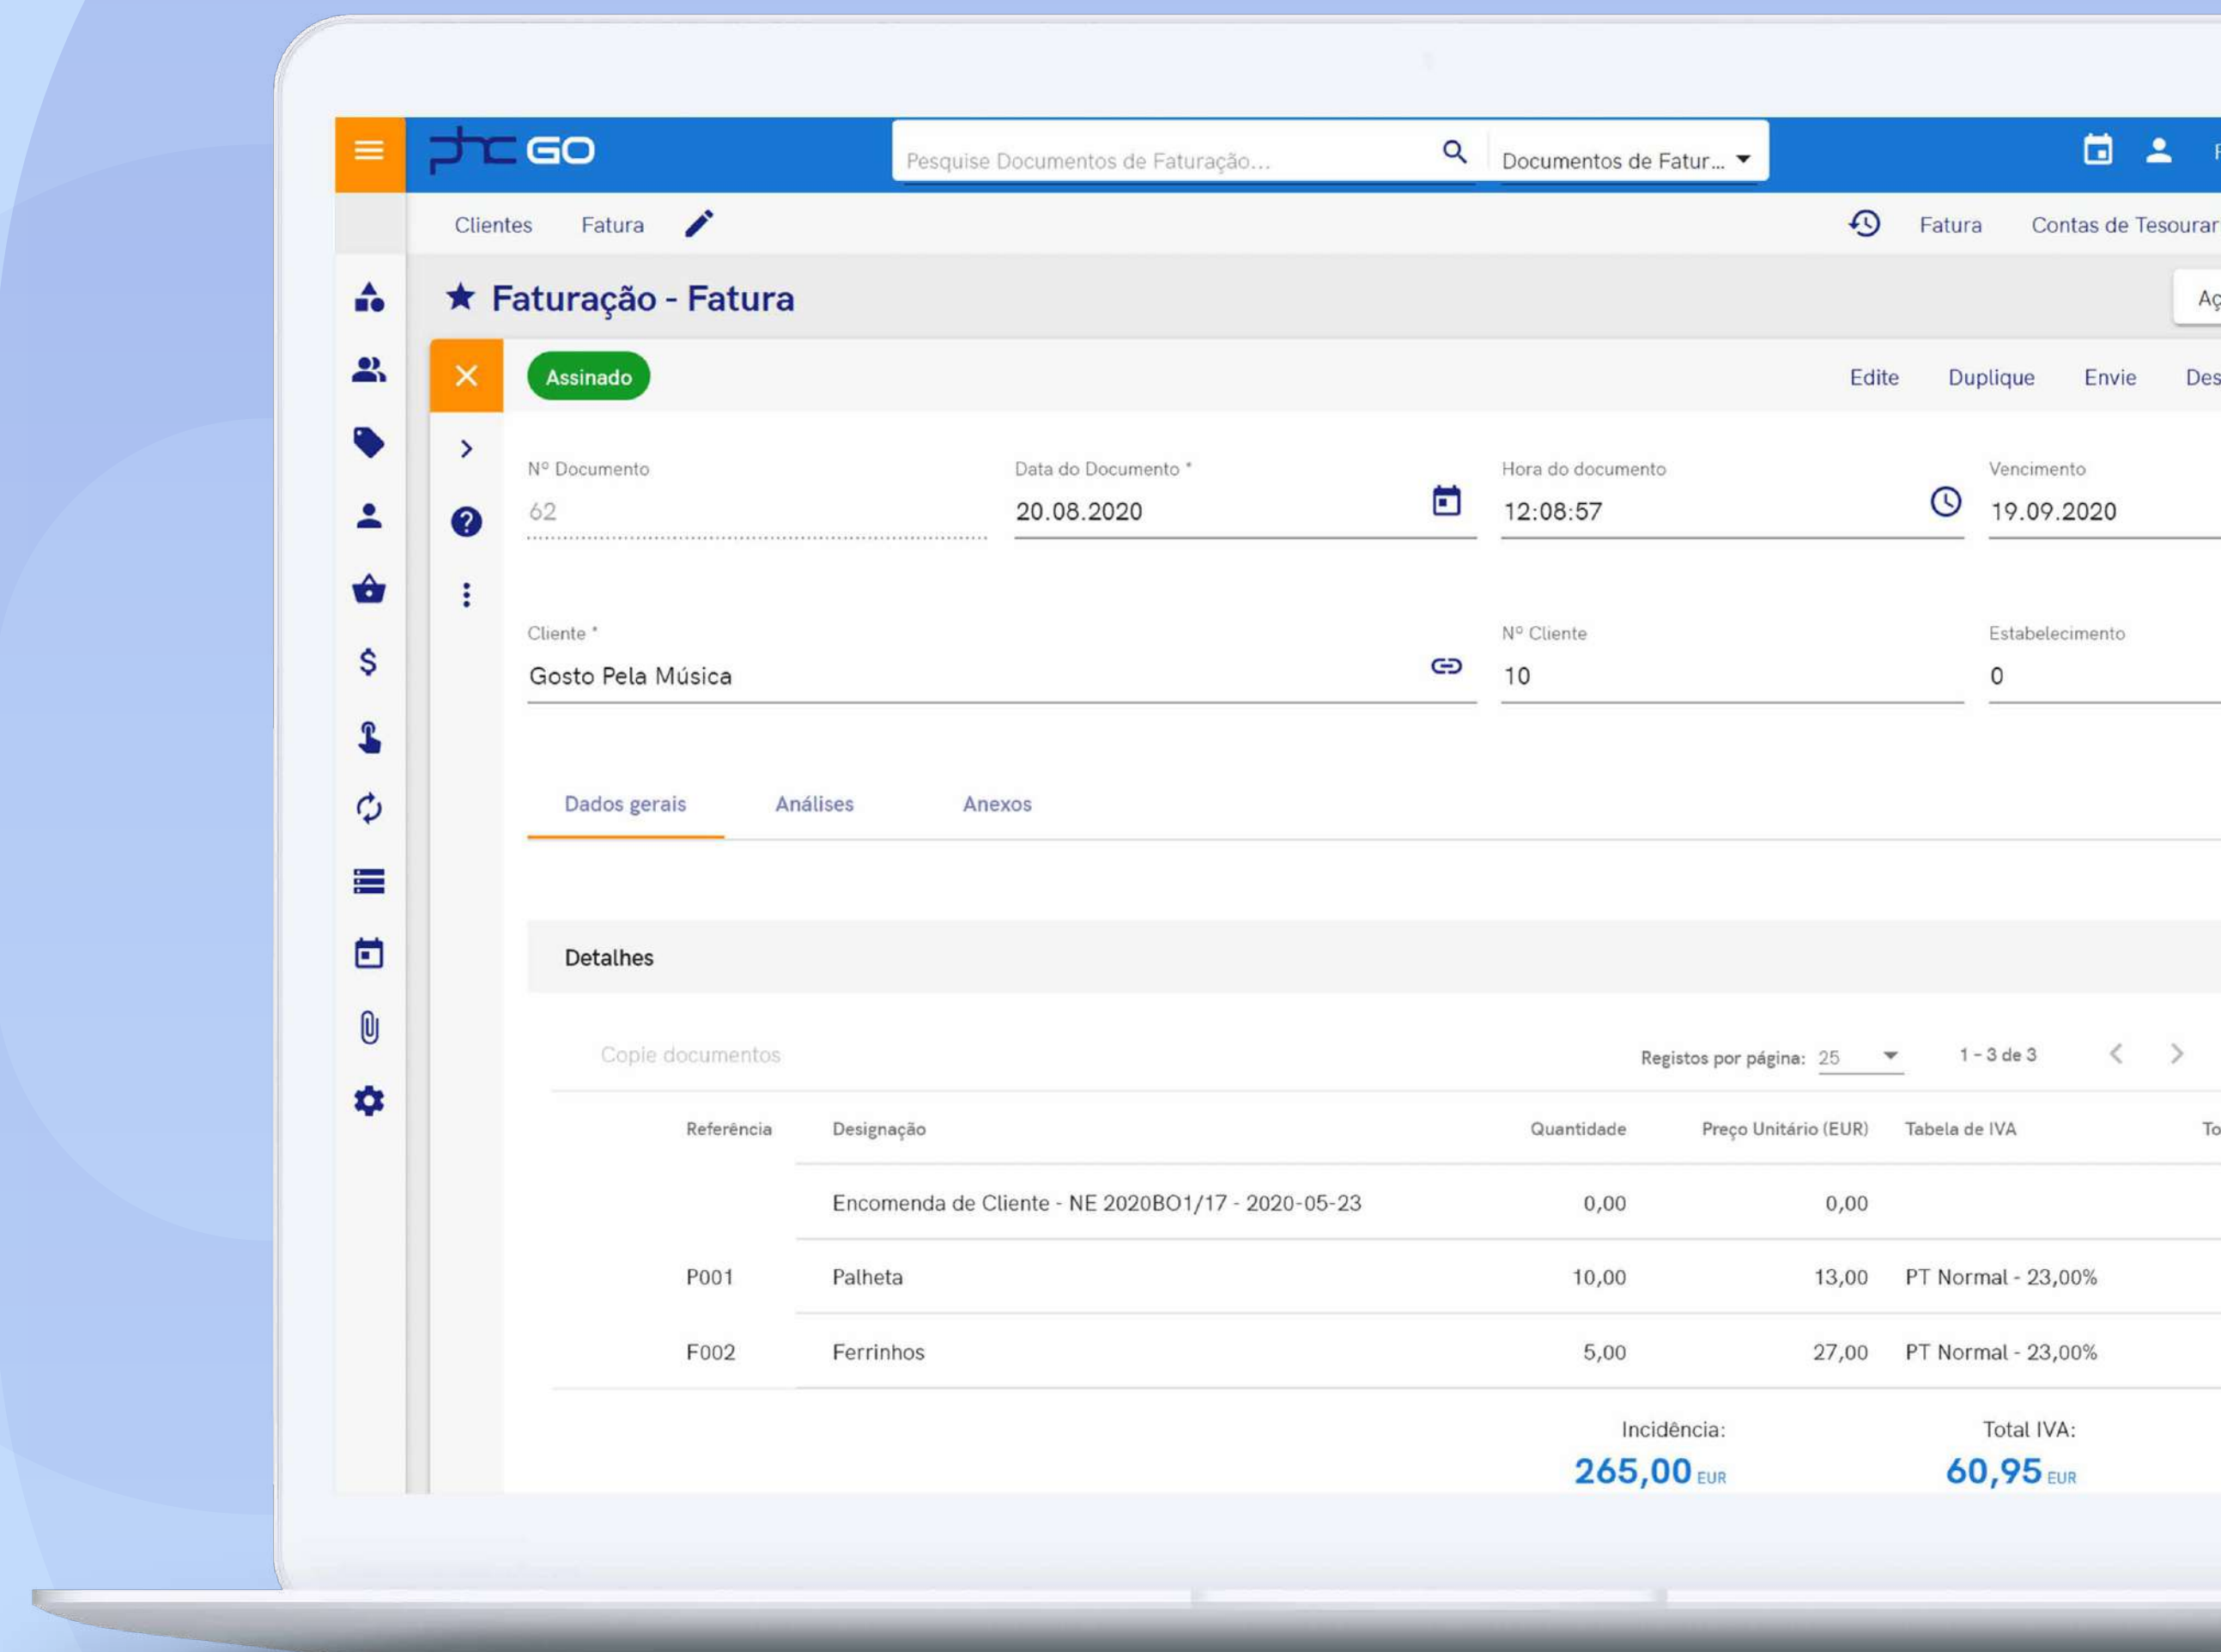 phc GO
Pesquise Documentos de Faturação...
Documentos de Fatur...
Clientes Fatura
Fatura Contas de Tesourar
Faturação - Fatura
Assinado
Edite Duplique Envie Des
Nº Documento Data do Documento * Hora do documento Vencimento
62 20.08.2020 12:08:57 19.09.2020
Cliente * Nº Cliente Estabelecimento
Gosto Pela Música 10 0
Dados gerais Análises Anexos
Detalhes
Copie documentos Registos por página: 25 1 - 3 de 3
Referência Designação Quantidade Preço Unitário (EUR) Tabela de IVA To
Encomenda de Cliente - NE 2020BO1/17 - 2020-05-23 0,00 0,00
P001 Palheta 10,00 13,00 PT Normal - 23,00%
F002 Ferrinhos 5,00 27,00 PT Normal - 23,00%
Incidência: Total IVA:
265,00 EUR 60,95 EUR